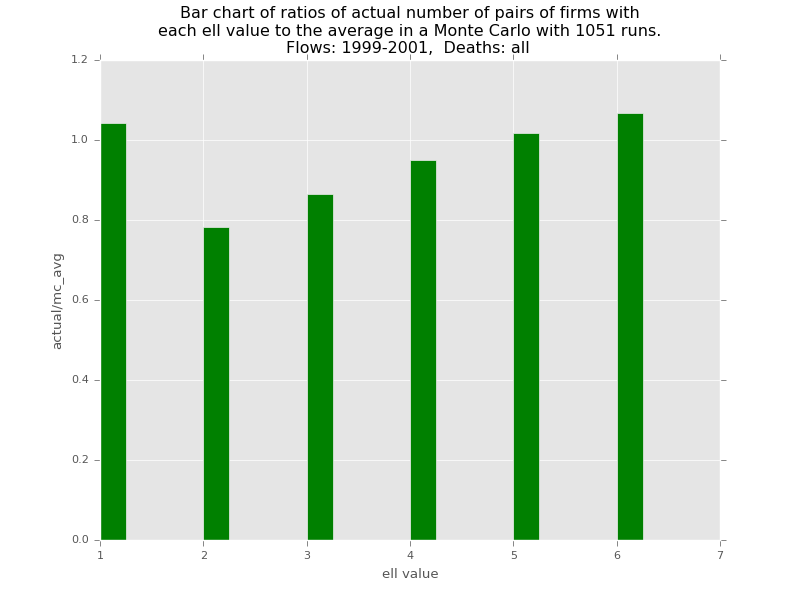 Bar chart of ratios of actual number of pairs of firms with
each ell value to the average in a Monte Carlo with 1051 runs.
Flows: 1999-2001,  Deaths: all
1.2
1.0
0.8
0.6
0.4
0.2
0.0
actual/mc_avg
1 2 3 4 5 6 7
ell value